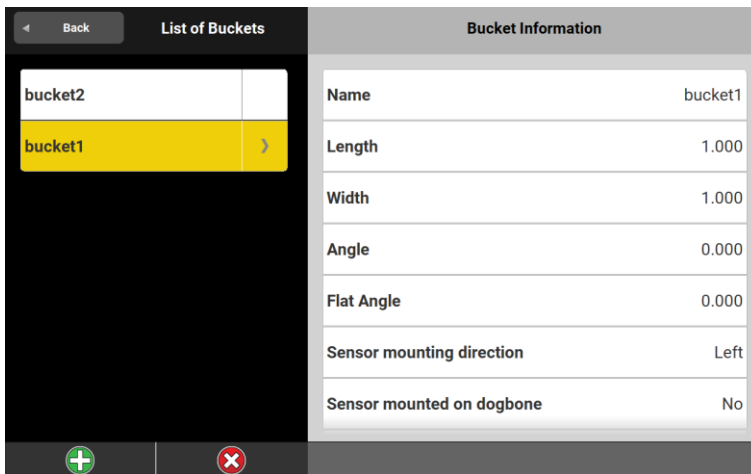 Back
List of Buckets
Bucket Information
bucket2
bucket1
Name bucket1
Length 1.000
Width 1.000
Angle 0.000
Flat Angle 0.000
Sensor mounting direction Left
Sensor mounted on dogbone No